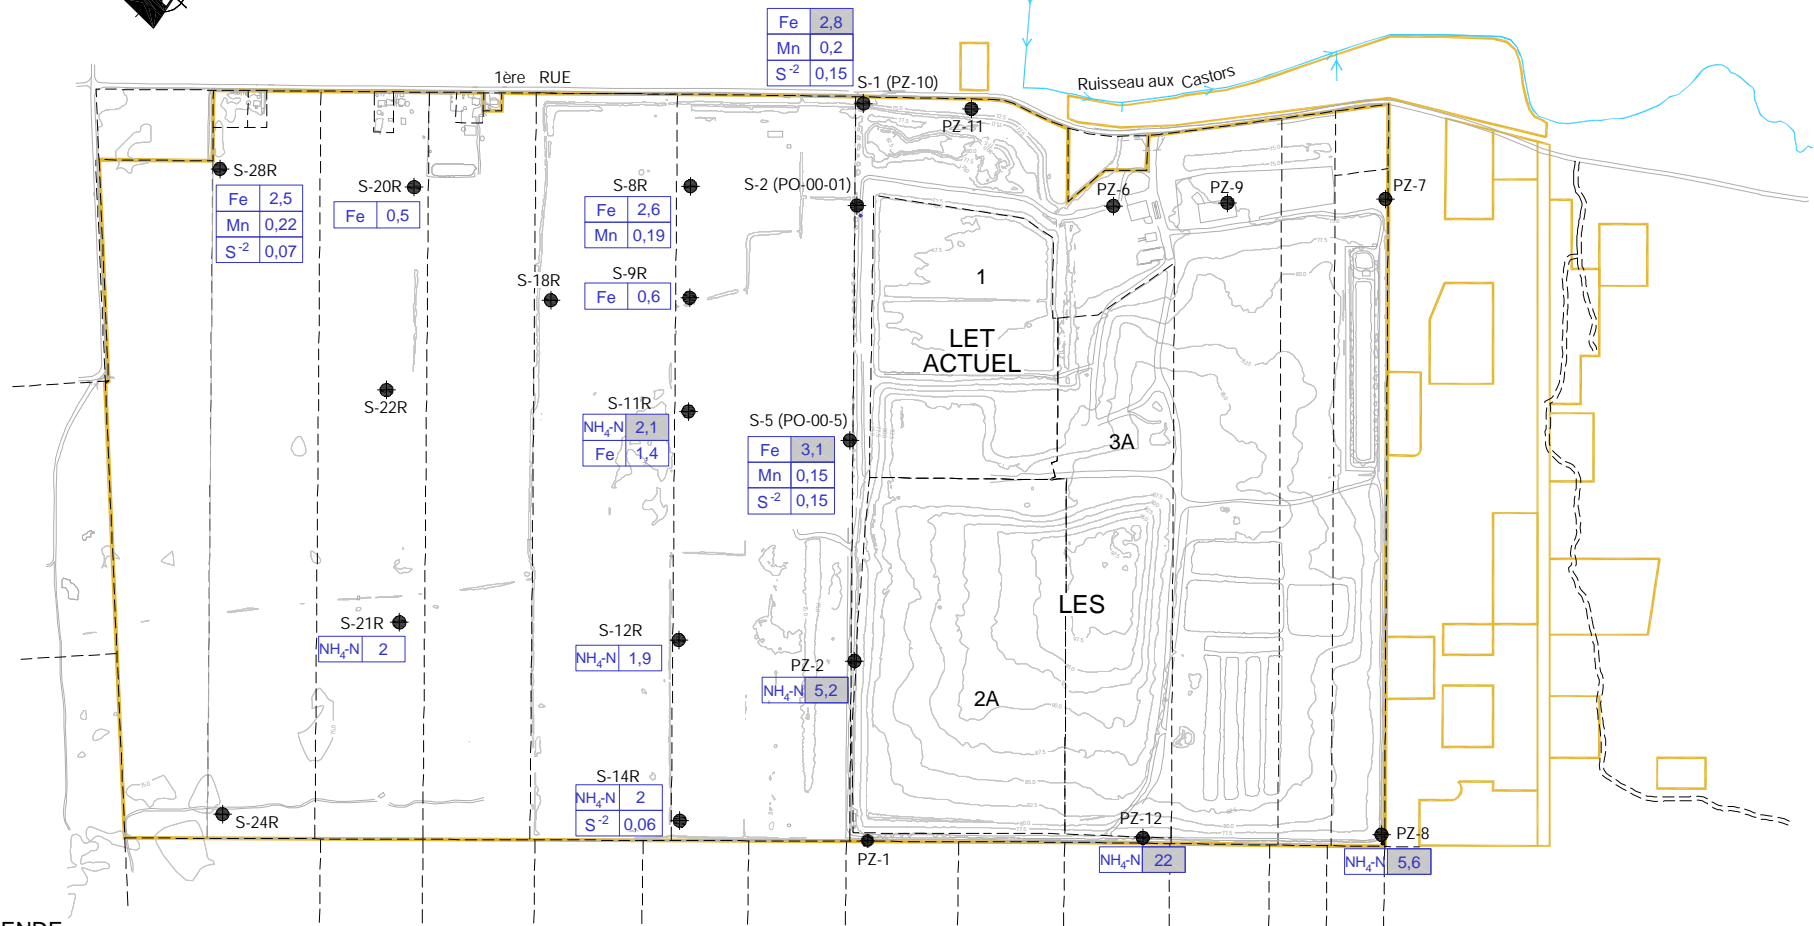 Fe 2,8
Mn 0,2
S-2 0,15
1ère RUE
S-1 (PZ-10)
Ruisseau aux Castors
PZ-11
S-28R
Fe 2,5
Mn 0,22
S-2 0,07
S-20R
Fe 0,5
S-8R
Fe 2,6
Mn 0,19
S-2 (PO-00-01)
PZ-6
PZ-9
PZ-7
S-18R
S-9R
Fe 0,6
1
LET
ACTUEL
S-22R
S-11R
NH4-N 2,1
Fe 1,4
S-5 (PO-00-5)
Fe 3,1
Mn 0,15
S-2 0,15
3A
LES
S-21R
NH4-N 2
S-12R
NH4-N 1,9
PZ-2
NH4-N 5,2
2A
S-14R
NH4-N 2
S-2 0,06
S-24R
PZ-1
PZ-12
NH4-N 22
PZ-8
NH4-N 5,6